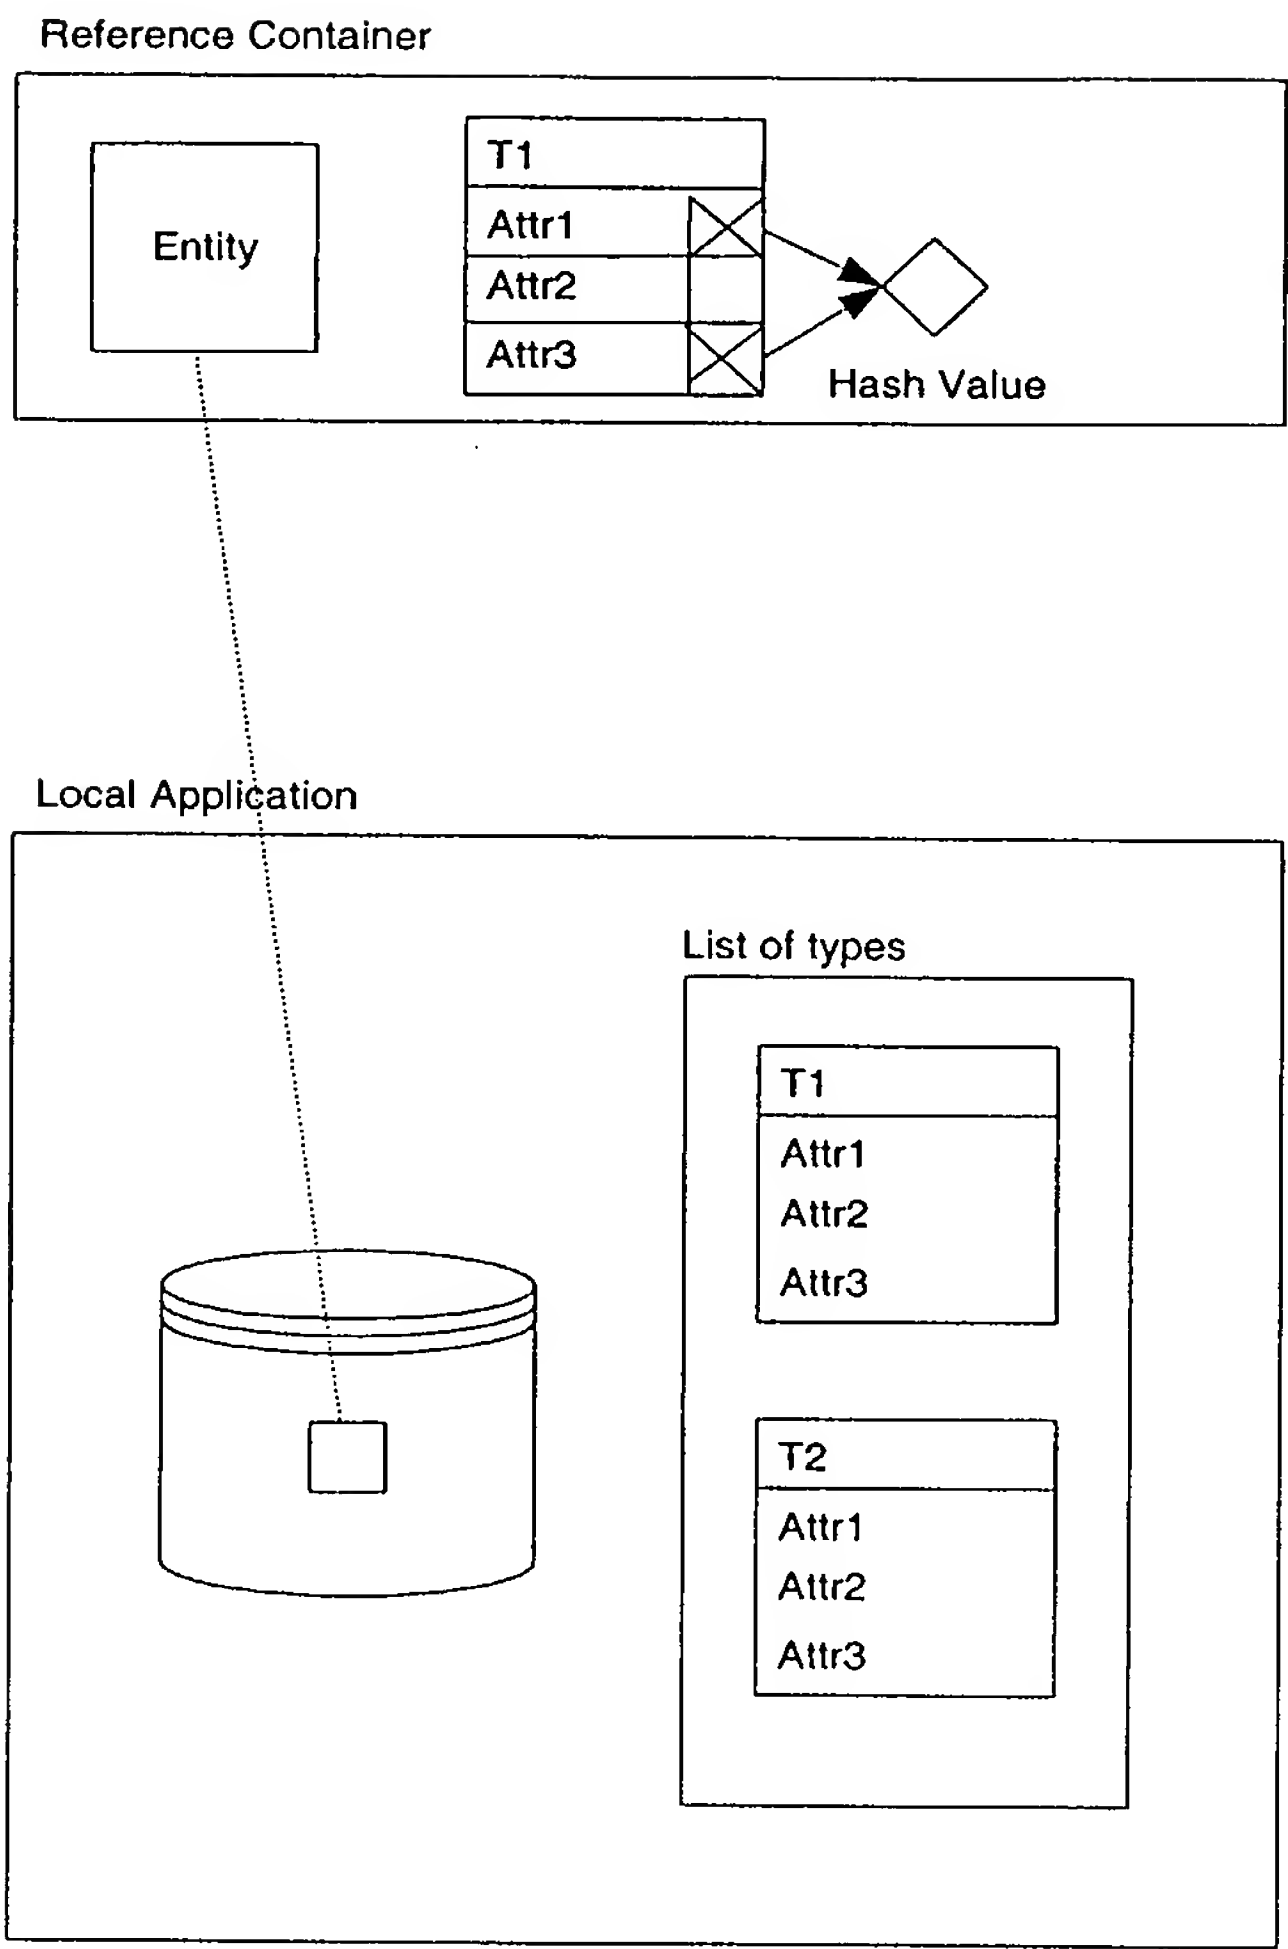 Reference Container
Entity
T1
Attr1
Attr2
Attr3
Hash Value
Local Application
List of types
T1
Attr1
Attr2
Attr3
T2
Attr1
Attr2
Attr3